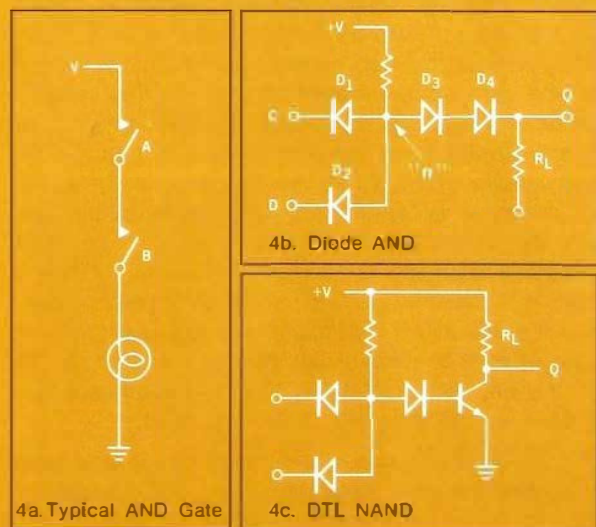 V
A
B
4a. Typical AND Gate
+V
D1
D3
D4
Q
C
"n"
RL
D2
D
4b. Diode AND
+V
RL
Q
4c. DTL NAND